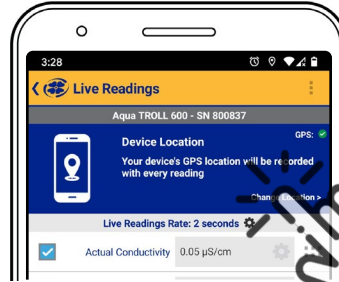 3:28
Live Readings
Aqua TROLL 600 - SN 800837
GPS:
Device Location
Your device's GPS location will be recorded
with every reading
Change Location >
Live Readings Rate: 2 seconds
Actual Conductivity 0.05 µS/cm